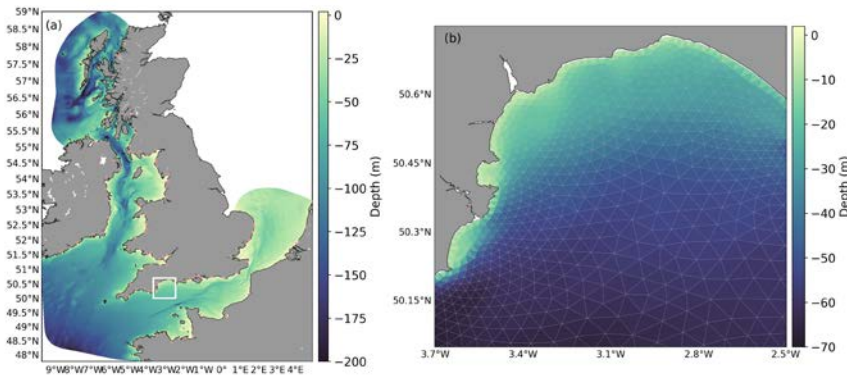 (a)
59°N
58.5°N
58°N
57.5°N
57°N
56.5°N
56°N
55.5°N
55°N
54.5°N
54°N
53.5°N
53°N
52.5°N
52°N
51.5°N
51°N
50.5°N
50°N
49.5°N
49°N
48.5°N
48°N
9°W8°W7°W6°W5°W4°W3°W2°W1°W 0° 1°E 2°E 3°E 4°E
0
−25
−50
−75
−100
−125
−150
−175
−200
Depth (m)
(b)
50.6°N
50.45°N
50.3°N
50.15°N
3.7°W 3.4°W 3.1°W 2.8°W 2.5°W
0
−10
−20
−30
−40
−50
−60
−70
Depth (m)